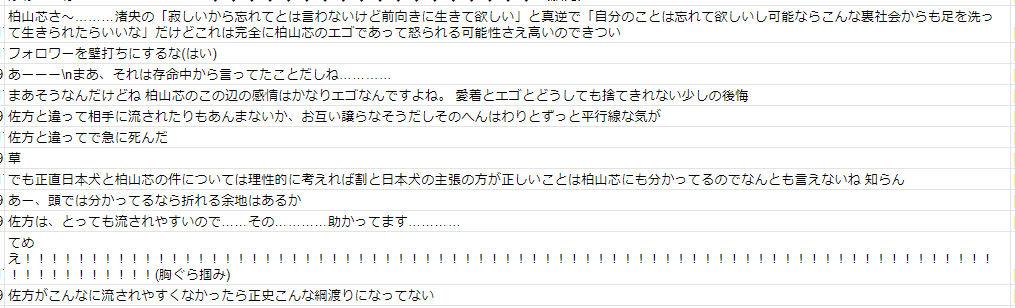 柏山芯さ～………渚央の「寂しいから忘れてとは言わないけど前向きに生きて欲しい」と真逆で「自分のことは忘れて欲しいし可能ならこんな裏社会からも足を洗っ
て生きられたらいいな」だけどこれは完全に柏山芯のエゴであって怒られる可能性さえ高いのできつい
フォロワーを壁打ちにするな(はい)
あーーー\nまあ、それは存命中から言ってたことだしね…………
まあそうなんだけどね 柏山芯のこの辺の感情はかなりエゴなんですよね。 愛着とエゴとどうしても捨てきれない少しの後悔
佐方と違って相手に流されたりもあんまないか、お互い譲らなそうだしそのへんはわりとずっと平行線な気が
佐方と違ってで急に死んだ
草
でも正直日本犬と柏山芯の件については理性的に考えれば割と日本犬の主張の方が正しいことは柏山芯にも分かってるのでなんとも言えないね 知らん
あー、頭では分かってるなら折れる余地はあるか
佐方は、とっても流されやすいので……その…………助かってます…………
てめ
え！！！！！！！！！！！！！！！！！！！！！！！！！！！！！！！！！！！！！！！！！！！！！！！！！！！！！！！！！！！！！！！！！！！！！！！！
！！！！！！！！！！！(胸ぐら掴み)
佐方がこんなに流されやすくなかったら正史こんな綱渡りになってない